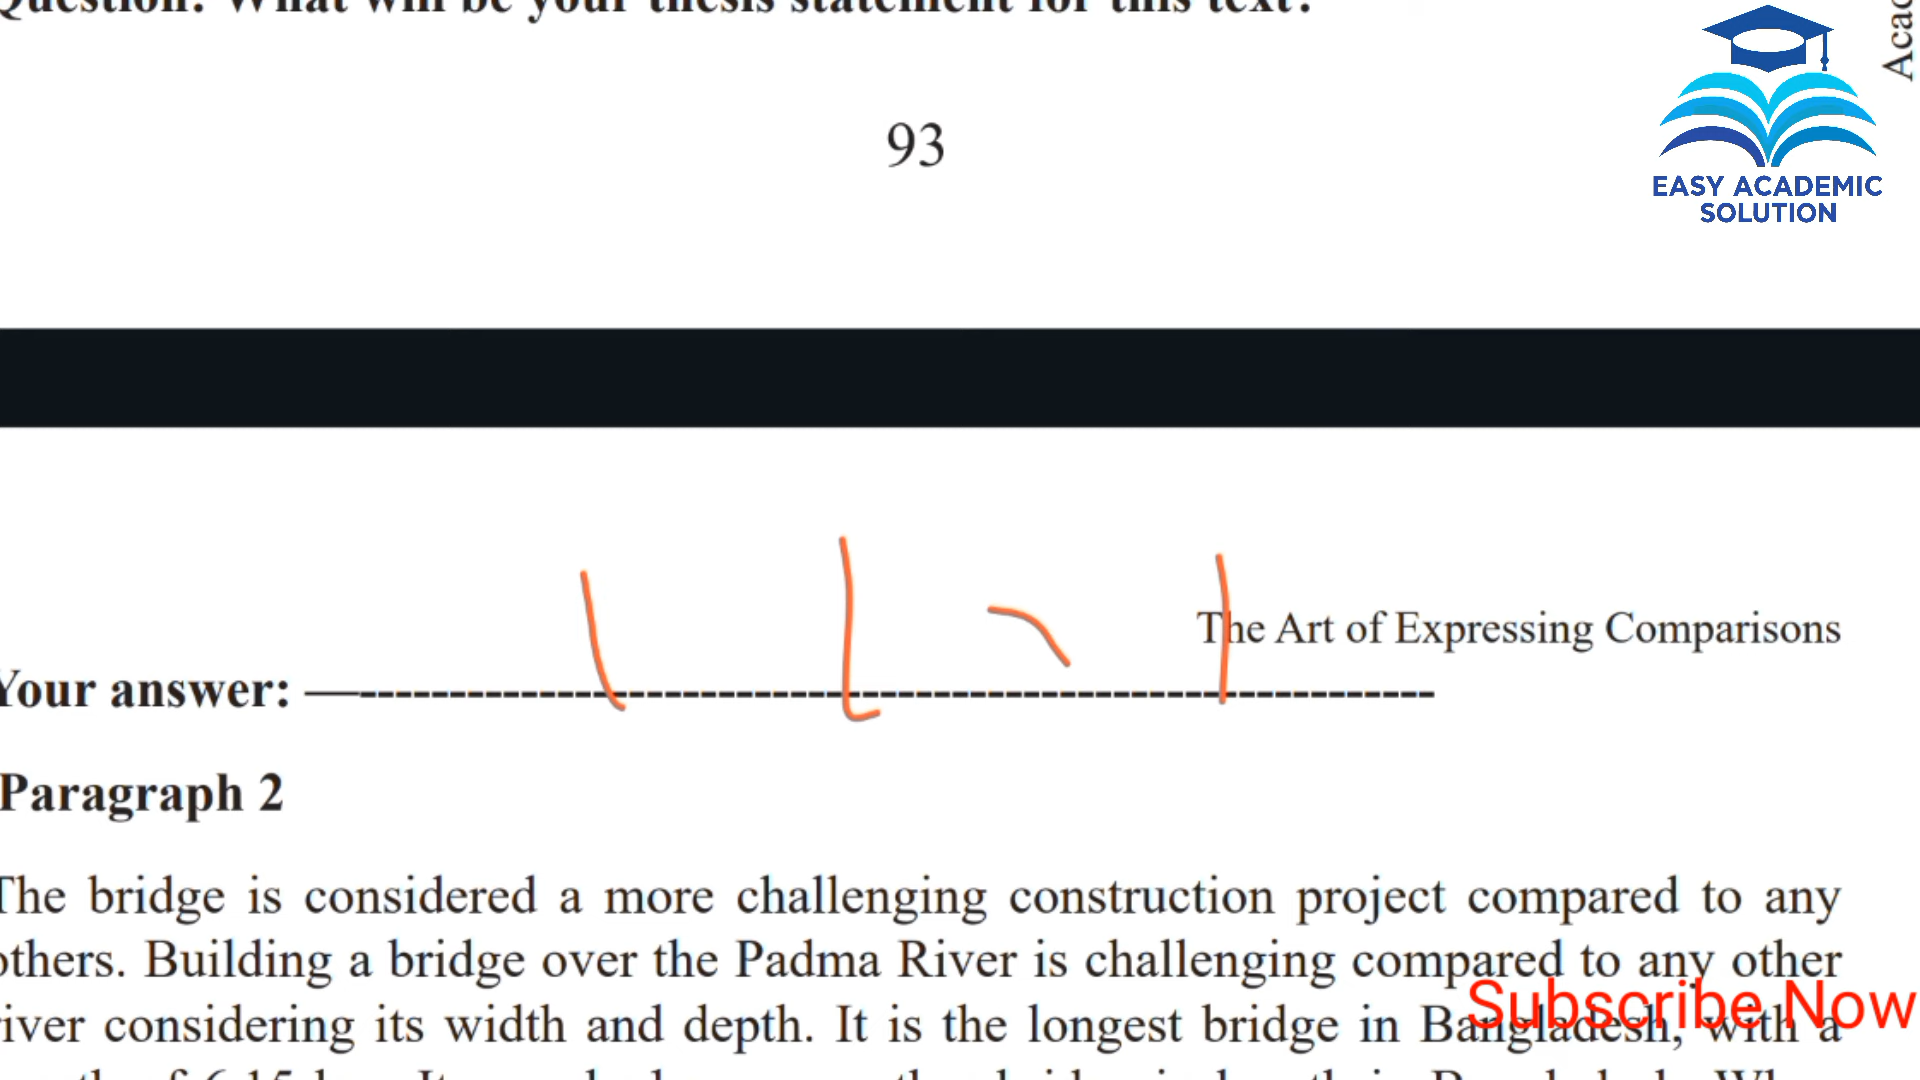 Question: What will be your thesis statement for this text?
93
EASY ACADEMIC
SOLUTION
The Art of Expressing Comparisons
Your answer: —------------------------------------------------------------
Paragraph 2
The bridge is considered a more challenging construction project compared to any
others. Building a bridge over the Padma River is challenging compared to any other
river considering its width and depth. It is the longest bridge in Bangladesh, with a
Subscribe Now